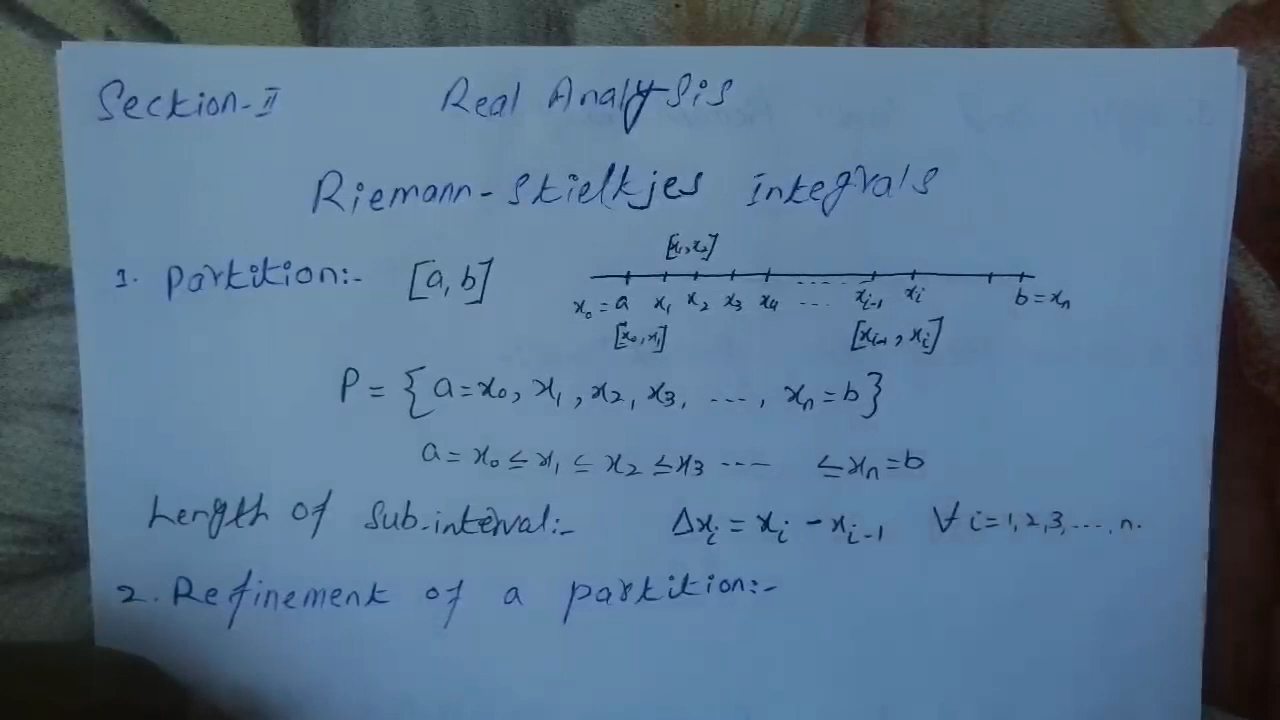 Section-II Real Analysis
Riemann-Stieltjes Integrals
1. Partition:- [a, b]
[x₁, x₂]
x₀ = a x₁ x₂ x₃ x₄ .... xᵢ₋₁ xᵢ b = xₙ
[x₀, x₁] [xᵢ₋₁, xᵢ]
P = {a = x₀, x₁, x₂, x₃, ...., xₙ = b}
a = x₀ ≤ x₁ ≤ x₂ ≤ x₃ ---- ≤ xₙ = b
Length of Sub-interval:- Δxᵢ = xᵢ - xᵢ₋₁ ∀ i = 1, 2, 3, ...., n.
2. Refinement of a partition:-